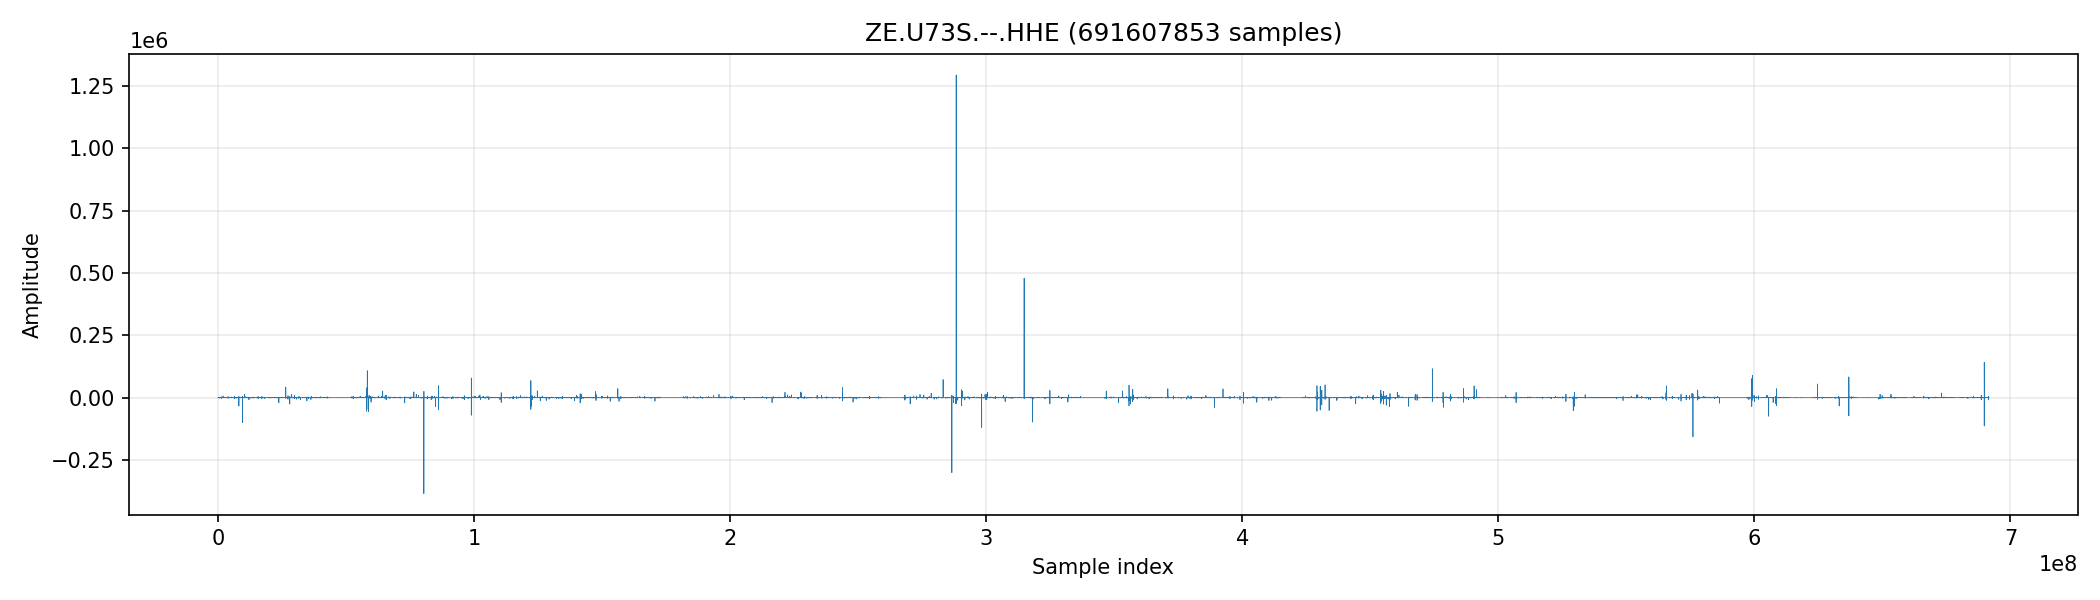 ZE.U73S.--.HHE (691607853 samples)
1e6
1.25
1.00
0.75
0.50
0.25
0.00
−0.25
Amplitude
0 1 2 3 4 5 6 7
1e8
Sample index